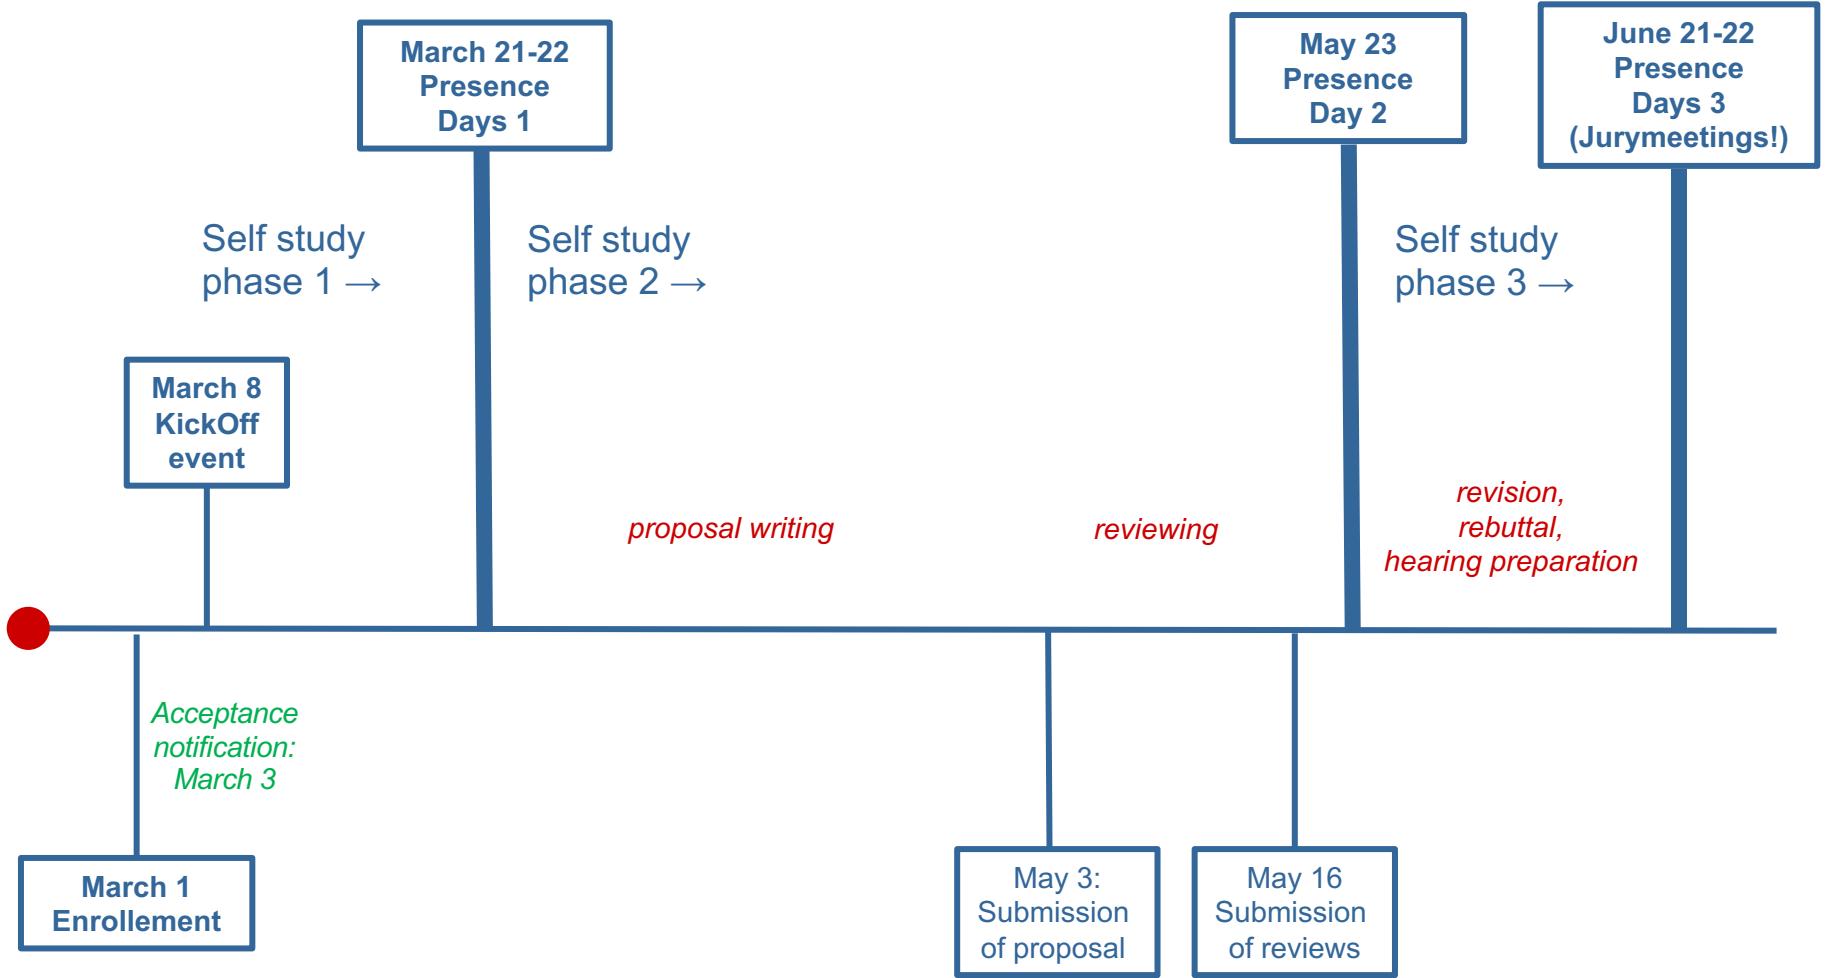 March 21-22
Presence
Days 1
May 23
Presence
Day 2
June 21-22
Presence
Days 3
(Jurymeetings!)
Self study
phase 1 →
Self study
phase 2 →
Self study
phase 3 →
March 8
KickOff
event
proposal writing
reviewing
revision,
rebuttal,
hearing preparation
Acceptance
notification:
March 3
March 1
Enrollement
May 3:
Submission
of proposal
May 16
Submission
of reviews